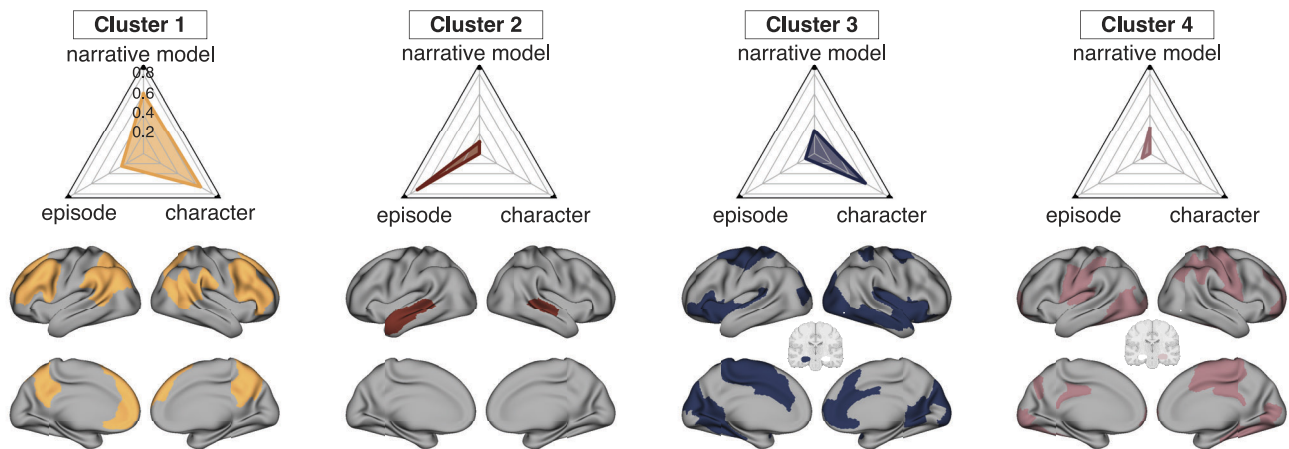 Cluster 1
narrative model
0.8
0.6
0.4
0.2
episode
character
Cluster 2
narrative model
episode
character
Cluster 3
narrative model
episode
character
Cluster 4
narrative model
episode
character